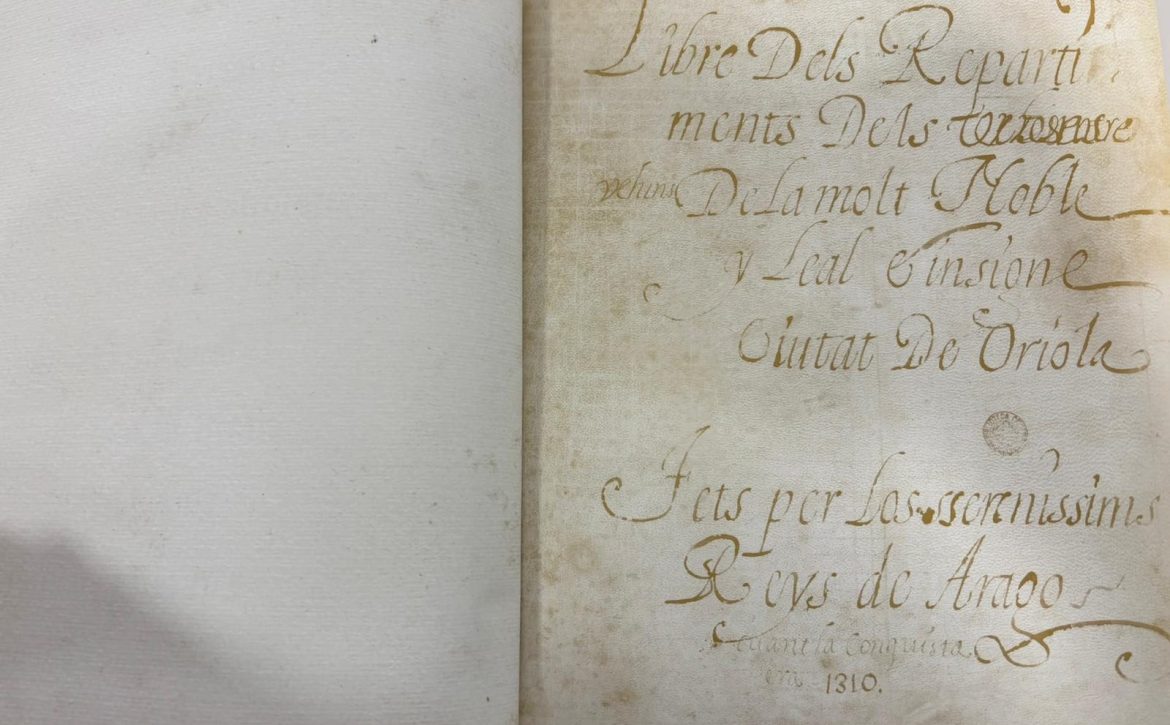 Libre Dels Reparti
ments Dels
vehins De La molt Noble
y Leal E insigne
Ciutat De Oriola
Fets per Los serenissims
Reys de Arago
la Conquista
en 1310.